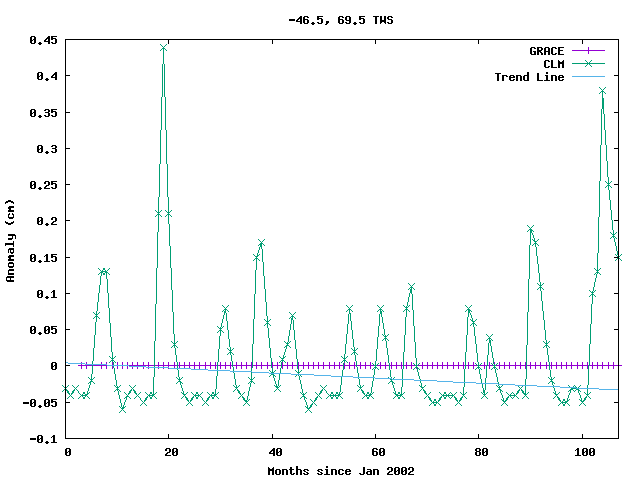 -46.5, 69.5 TWS
GRACE
CLM
Trend Line
0.45
0.4
0.35
0.3
0.25
0.2
0.15
0.1
0.05
0
-0.05
-0.1
Anomaly (cm)
0 20 40 60 80 100
Months since Jan 2002